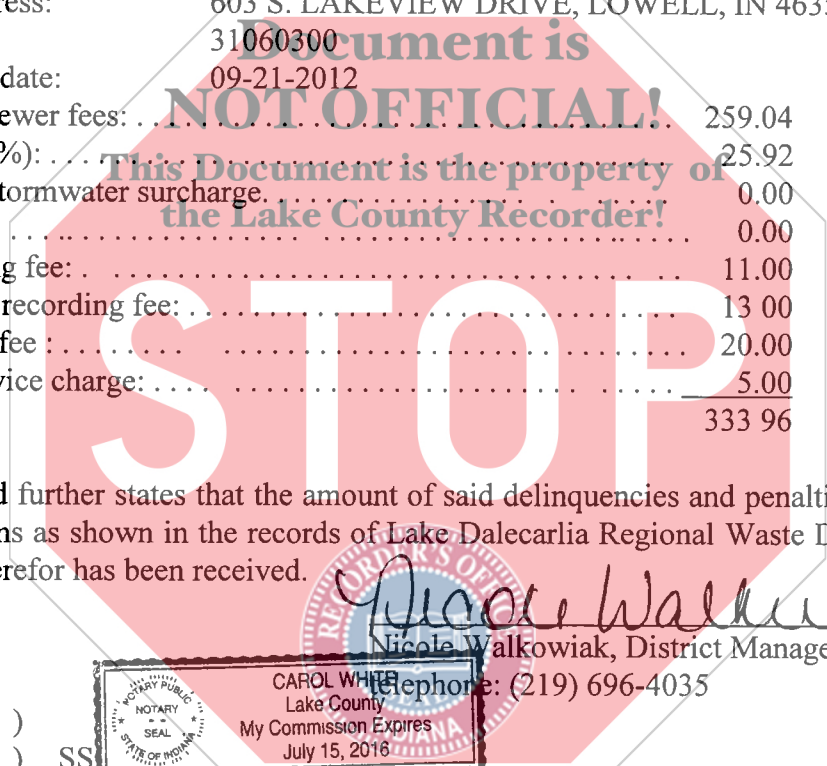 ress: 603 S. LAKEVIEW DRIVE, LOWELL, IN 463
Document is
31060300
date: 09-21-2012
NOT OFFICIAL!
ewer fees: 259.04
%): 25.92
This Document is the property of
tormwater surcharge. 0.00
the Lake County Recorder!
0.00
g fee: 11.00
recording fee: 13 00
fee : 20.00
vice charge: 5.00
333 96
STOP
d further states that the amount of said delinquencies and penalti
ns as shown in the records of Lake Dalecarlia Regional Waste D
erefor has been received.
RECORDER'S OFFICE
Nicole Walkowiak, District Manage
telephone: (219) 696-4035
INDIANA
NOTARY PUBLIC
NOTARY
SEAL
STATE OF INDIANA
CAROL WHITE
Lake County
My Commission Expires
July 15, 2016
)
) SS